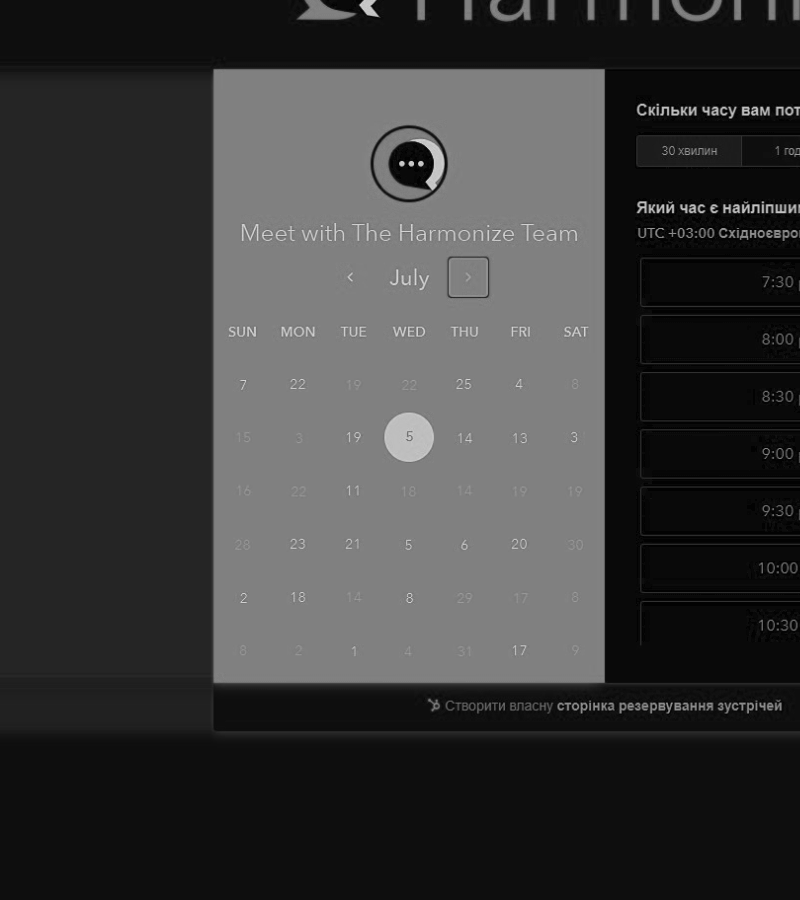 Harmoni
Meet with The Harmonize Team
July
SUN MON TUE WED THU FRI SAT
7 22 19 22 25 4 8
15 3 19 5 14 13 3
16 22 11 18 14 19 19
28 23 21 5 6 20 30
2 18 14 8 29 17 8
8 2 1 4 31 17 9
Скільки часу вам пот
30 хвилин 1 год
Який час є найліпши
UTC +03:00 Східноєвро
7:30
8:00
8:30
9:00
9:30
10:00
10:30
Створити власну сторінка резервування зустрічей